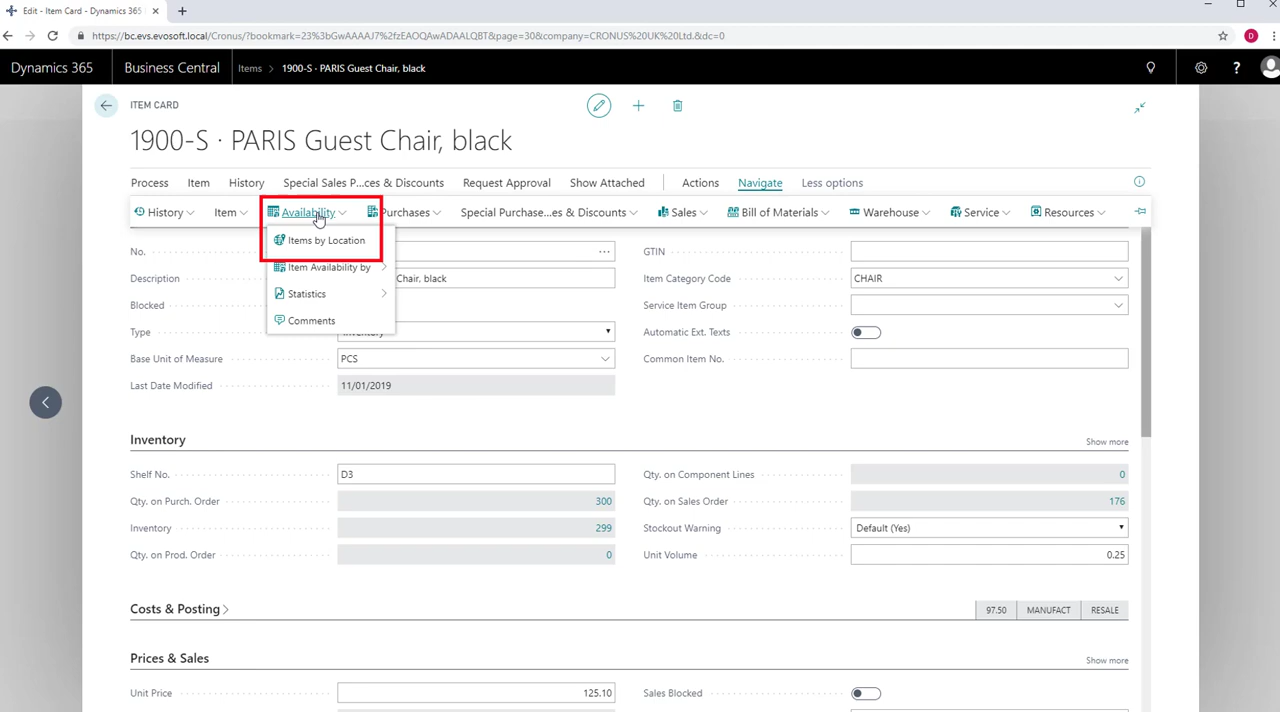 Edit - Item Card - Dynamics 365
https://bc.evs.evosoft.local/Cronus/?bookmark=23%3bGwAAAAJ7%2fzEAOQAwADAALQBT&page=30&company=CRONUS%20UK%20Ltd.&dc=0
D
Dynamics 365
Business Central
Items > 1900-S · PARIS Guest Chair, black
ITEM CARD
1900-S · PARIS Guest Chair, black
Process Item History Special Sales P...ces & Discounts Request Approval Show Attached Actions Navigate Less options
History Item Availability Purchases Special Purchase...es & Discounts Sales Bill of Materials Warehouse Service Resources
Items by Location
Item Availability by
Statistics
Comments
No.
GTIN
Description Chair, black
Item Category Code CHAIR
Blocked
Service Item Group
Type
Automatic Ext. Texts
Base Unit of Measure PCS
Common Item No.
Last Date Modified 11/01/2019
Inventory
Show more
Shelf No. D3
Qty. on Component Lines 0
Qty. on Purch. Order 300
Qty. on Sales Order 176
Inventory 299
Stockout Warning Default (Yes)
Qty. on Prod. Order 0
Unit Volume 0.25
Costs & Posting >
97.50 MANUFACT RESALE
Prices & Sales
Show more
Unit Price 125.10
Sales Blocked